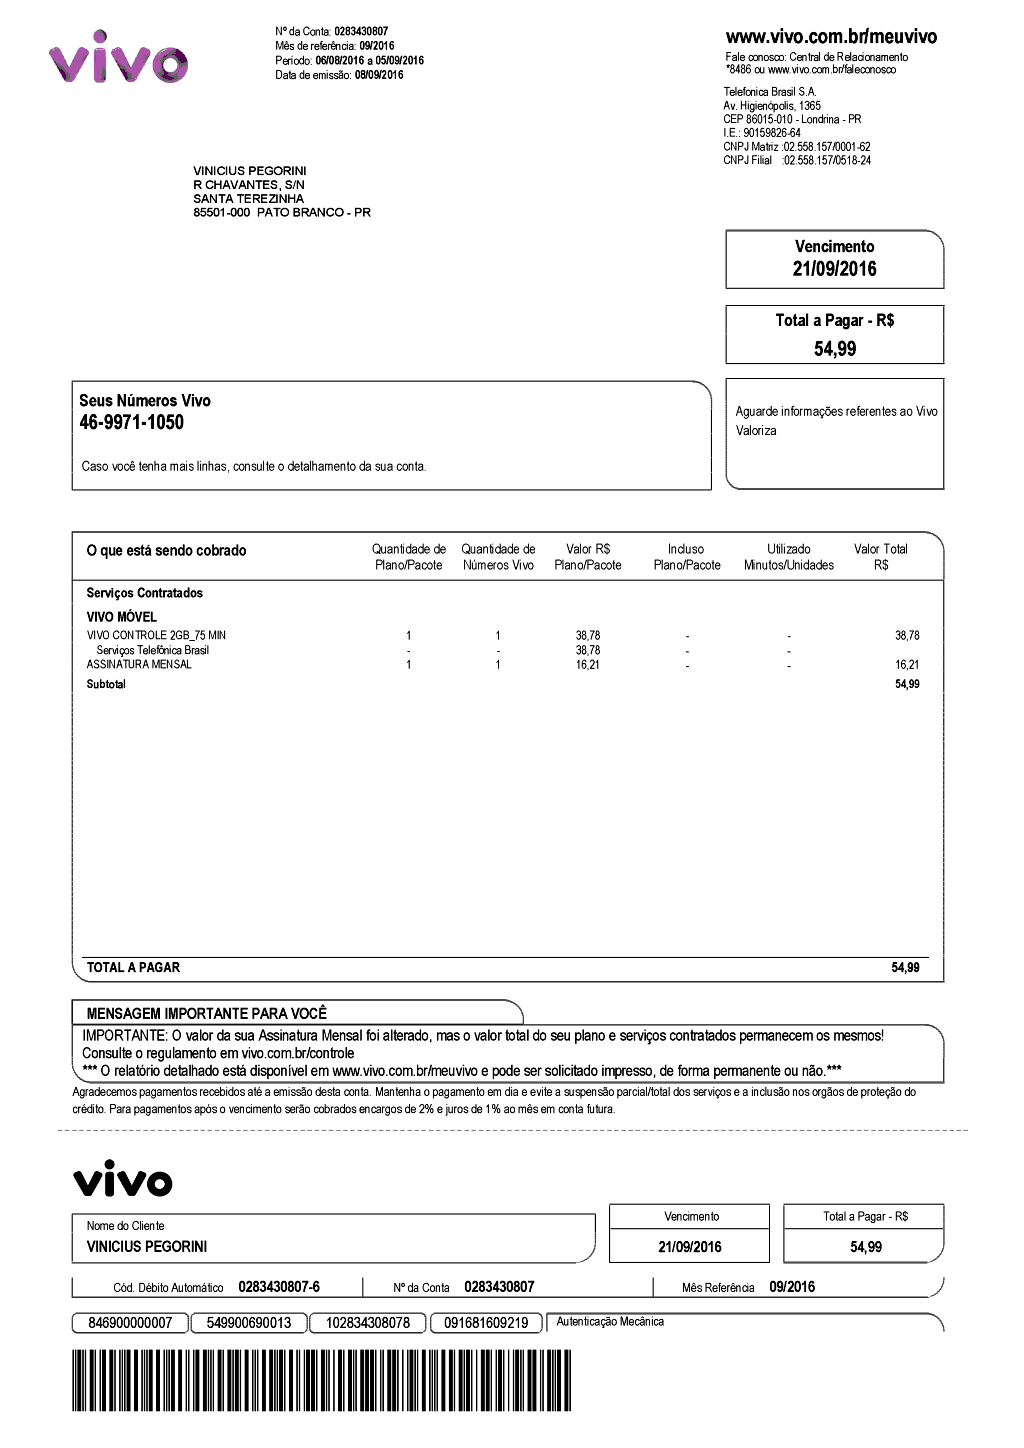 vivo
Nº da Conta: 0283430807
Mês de referência: 09/2016
Período: 06/08/2016 a 05/09/2016
Data de emissão: 08/09/2016
www.vivo.com.br/meuvivo
Fale conosco: Central de Relacionamento
*8486 ou www.vivo.com.br/faleconosco
Telefonica Brasil S.A.
Av. Higienópolis, 1365
CEP 86015-010 - Londrina - PR
I.E.: 90159826-64
CNPJ Matriz :02.558.157/0001-62
CNPJ Filial :02.558.157/0518-24
VINICIUS PEGORINI
R CHAVANTES, S/N
SANTA TEREZINHA
85501-000 PATO BRANCO - PR
Vencimento
21/09/2016
Total a Pagar - R$
54,99
Seus Números Vivo
46-9971-1050
Caso você tenha mais linhas, consulte o detalhamento da sua conta.
Aguarde informações referentes ao Vivo
Valoriza
O que está sendo cobrado Quantidade de Plano/Pacote Quantidade de Números Vivo Valor R$ Plano/Pacote Incluso Plano/Pacote Utilizado Minutos/Unidades Valor Total R$
Serviços Contratados
VIVO MÓVEL
VIVO CONTROLE 2GB_75 MIN 1 1 38,78 - - 38,78
Serviços Telefônica Brasil - - 38,78 - -
ASSINATURA MENSAL 1 1 16,21 - - 16,21
Subtotal 54,99
TOTAL A PAGAR 54,99
MENSAGEM IMPORTANTE PARA VOCÊ
IMPORTANTE: O valor da sua Assinatura Mensal foi alterado, mas o valor total do seu plano e serviços contratados permanecem os mesmos!
Consulte o regulamento em vivo.com.br/controle
*** O relatório detalhado está disponível em www.vivo.com.br/meuvivo e pode ser solicitado impresso, de forma permanente ou não.***
Agradecemos pagamentos recebidos até a emissão desta conta. Mantenha o pagamento em dia e evite a suspensão parcial/total dos serviços e a inclusão nos orgãos de proteção do
crédito. Para pagamentos após o vencimento serão cobrados encargos de 2% e juros de 1% ao mês em conta futura.
vivo
Nome do Cliente
VINICIUS PEGORINI
Vencimento
21/09/2016
Total a Pagar - R$
54,99
Cód. Débito Automático 0283430807-6 Nº da Conta 0283430807 Mês Referência 09/2016
846900000007 549900690013 102834308078 091681609219 Autenticação Mecânica